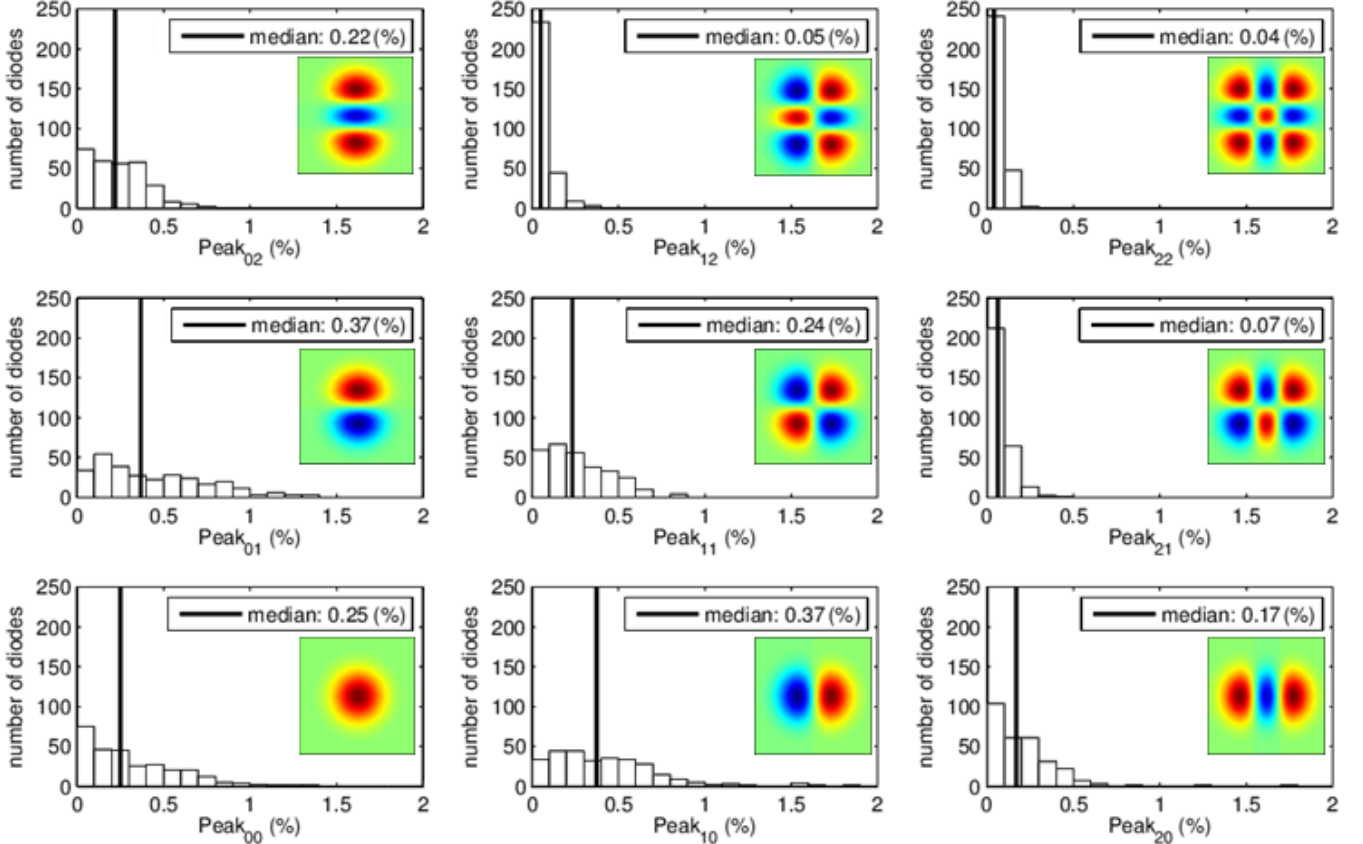 number of diodes
250
200
150
100
50
0
median: 0.22 (%)
0 0.5 1 1.5 2
Peak02 (%)
number of diodes
250
200
150
100
50
0
median: 0.05 (%)
0 0.5 1 1.5 2
Peak12 (%)
number of diodes
250
200
150
100
50
0
median: 0.04 (%)
0 0.5 1 1.5 2
Peak22 (%)
number of diodes
250
200
150
100
50
0
median: 0.37 (%)
0 0.5 1 1.5 2
Peak01 (%)
number of diodes
250
200
150
100
50
0
median: 0.24 (%)
0 0.5 1 1.5 2
Peak11 (%)
number of diodes
250
200
150
100
50
0
median: 0.07 (%)
0 0.5 1 1.5 2
Peak21 (%)
number of diodes
250
200
150
100
50
0
median: 0.25 (%)
0 0.5 1 1.5 2
Peak00 (%)
number of diodes
250
200
150
100
50
0
median: 0.37 (%)
0 0.5 1 1.5 2
Peak10 (%)
number of diodes
250
200
150
100
50
0
median: 0.17 (%)
0 0.5 1 1.5 2
Peak20 (%)